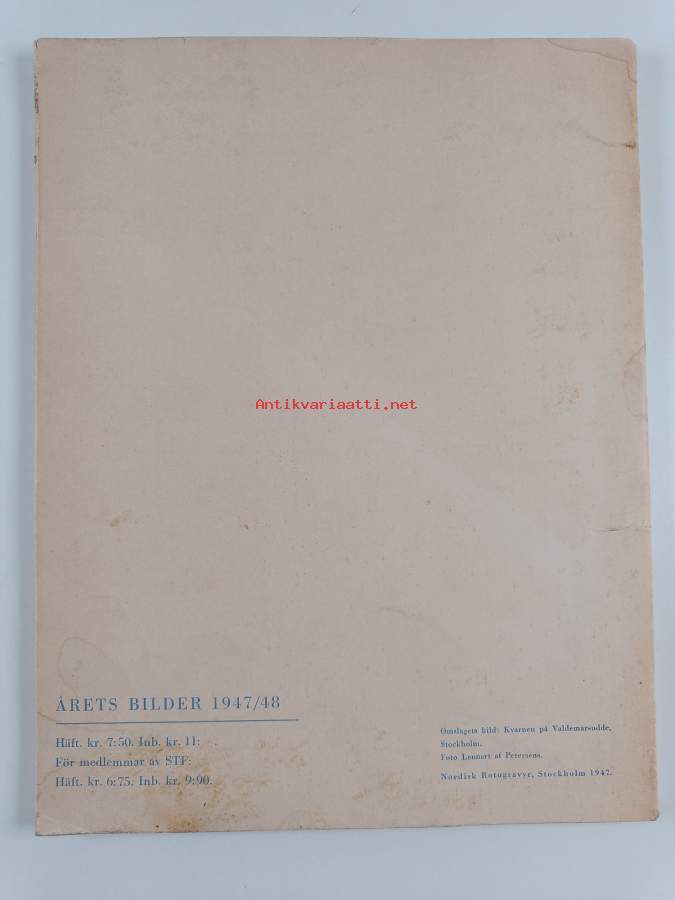 Antikvariaatti.net
ÅRETS BILDER 1947/48
Häft. kr. 7:50. Inb. kr. 11:
För medlemmar av STF:
Häft. kr. 6:75. Inb. kr. 9:90.
Omslagets bild: Kvarnen på Valdemarsudde,
Stockholm.
Foto Lennart af Petersens.
Nordisk Rotogravyr, Stockholm 1947.